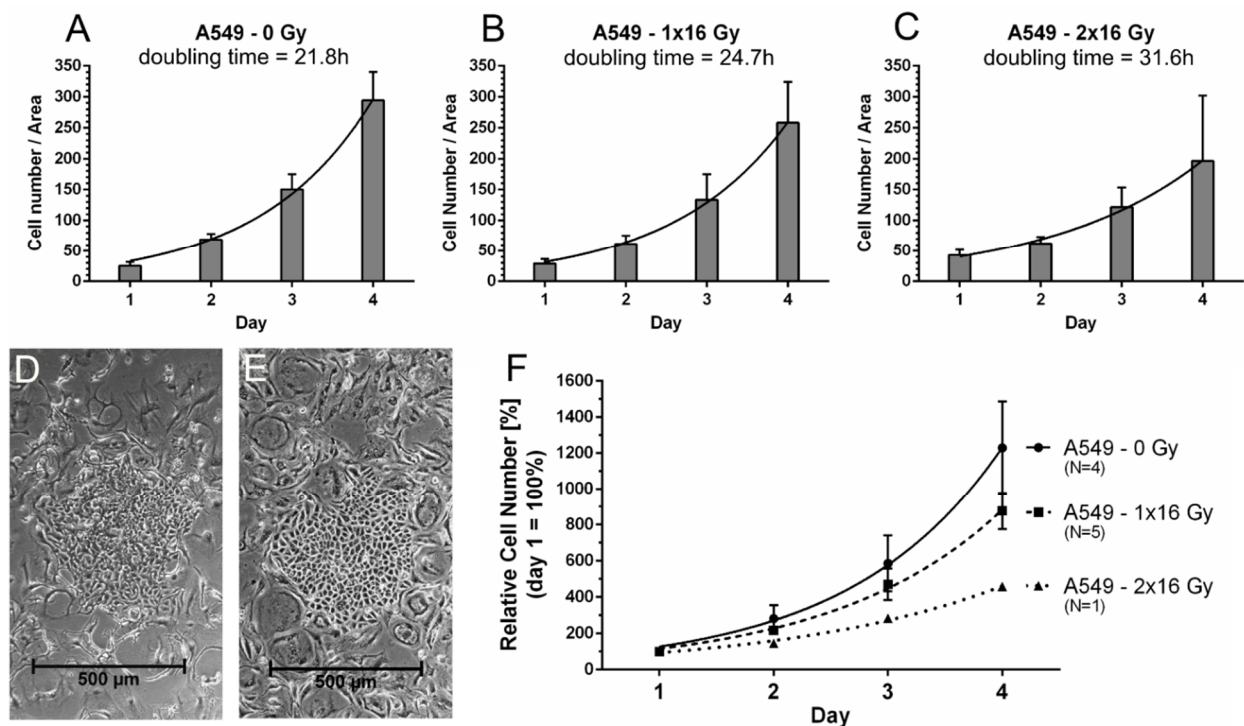 A
A549 - 0 Gy
doubling time = 21.8h
Cell number / Area
350
300
250
200
150
100
50
0
1 2 3 4
Day
B
A549 - 1x16 Gy
doubling time = 24.7h
Cell Number / Area
350
300
250
200
150
100
50
0
1 2 3 4
Day
C
A549 - 2x16 Gy
doubling time = 31.6h
Cell Number / Area
350
300
250
200
150
100
50
0
1 2 3 4
Day
D
500 µm
E
500 µm
F
Relative Cell Number [%]
(day 1 = 100%)
1600
1400
1200
1000
800
600
400
200
0
1 2 3 4
Day
A549 - 0 Gy
(N=4)
A549 - 1x16 Gy
(N=5)
A549 - 2x16 Gy
(N=1)